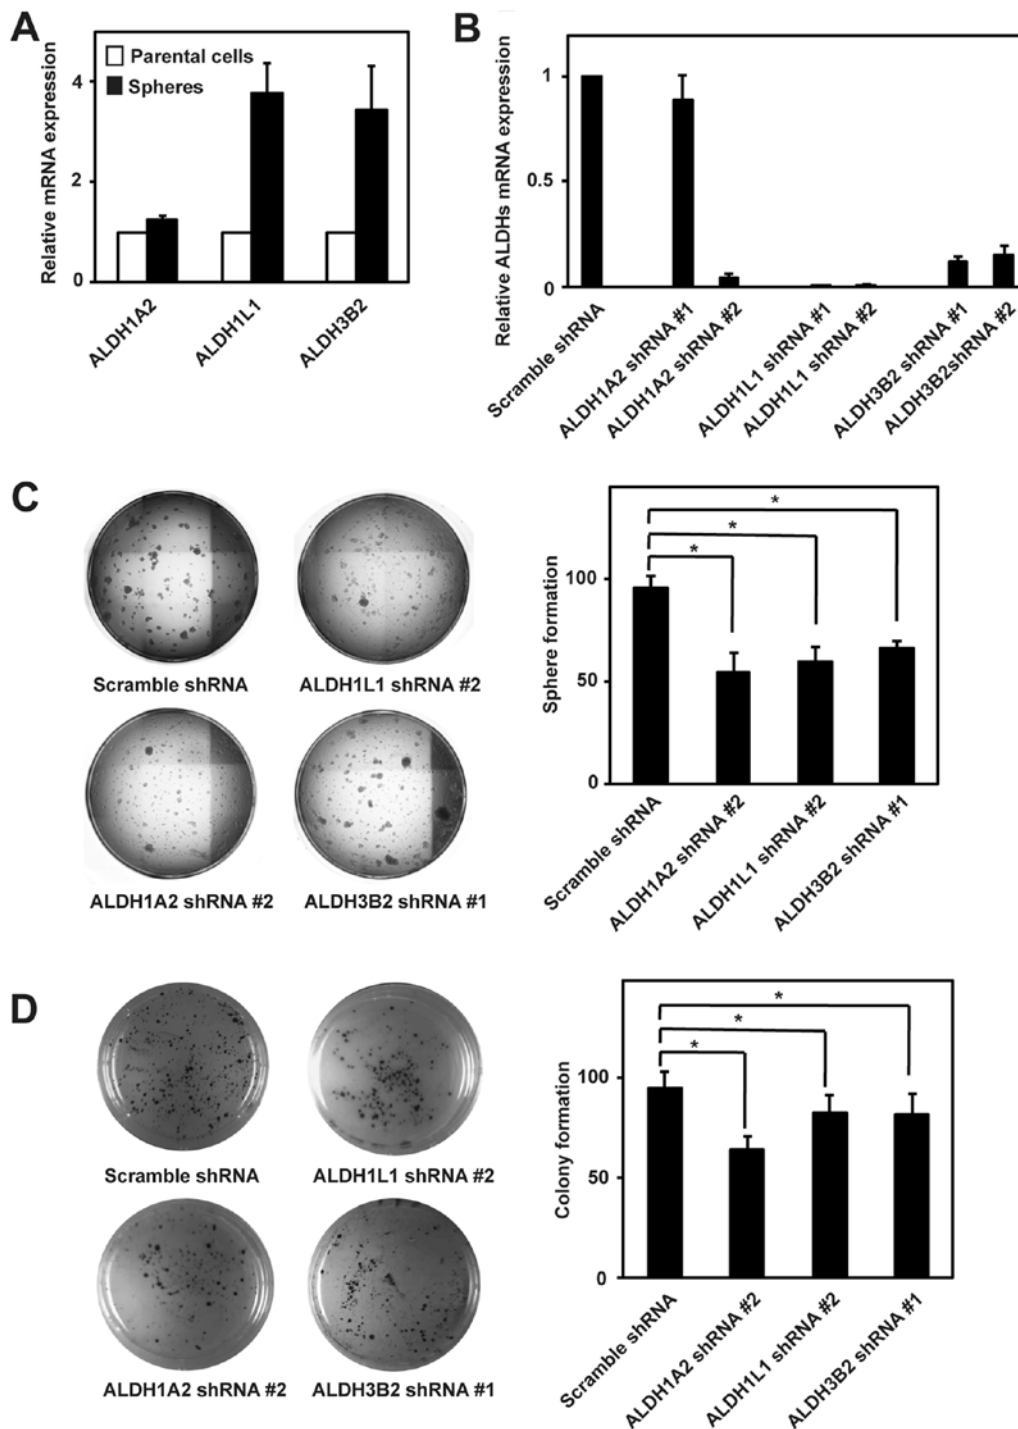 A
Relative mRNA expression
4
2
0
Parental cells
Spheres
ALDH1A2
ALDH1L1
ALDH3B2
B
Relative ALDHs mRNA expression
1
0.5
0
Scramble shRNA
ALDH1A2 shRNA #1
ALDH1A2 shRNA #2
ALDH1L1 shRNA #1
ALDH1L1 shRNA #2
ALDH3B2 shRNA #1
ALDH3B2shRNA #2
C
Scramble shRNA
ALDH1L1 shRNA #2
ALDH1A2 shRNA #2
ALDH3B2 shRNA #1
Sphere formation
100
50
0
*
*
*
Scramble shRNA
ALDH1A2 shRNA #2
ALDH1L1 shRNA #2
ALDH3B2 shRNA #1
D
Scramble shRNA
ALDH1L1 shRNA #2
ALDH1A2 shRNA #2
ALDH3B2 shRNA #1
Colony formation
100
50
0
*
*
*
Scramble shRNA
ALDH1A2 shRNA #2
ALDH1L1 shRNA #2
ALDH3B2 shRNA #1